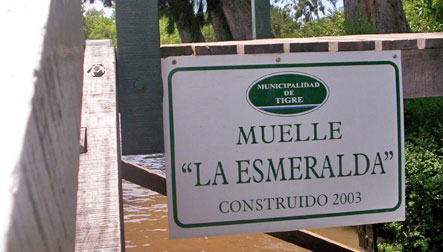 MUNICIPALIDAD
DE
TIGRE
MUELLE
“LA ESMERALDA”
CONSTRUIDO 2003